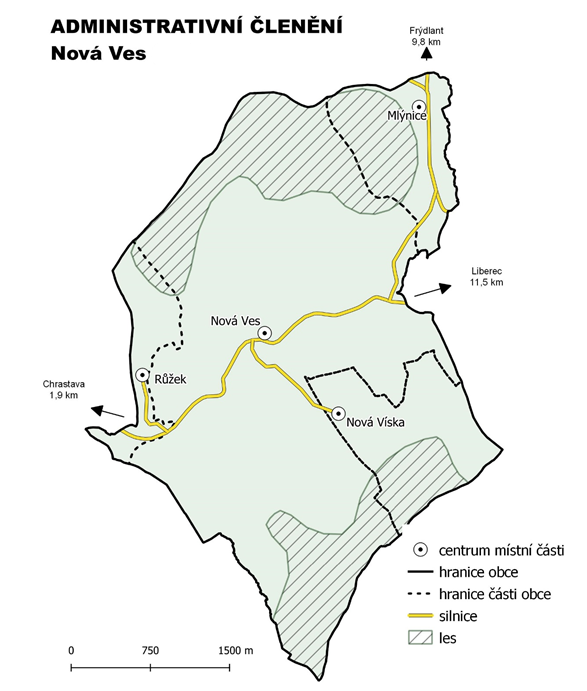 ADMINISTRATIVNÍ ČLENĚNÍ
Nová Ves
Frýdlant
9,8 km
Mlýnice
Liberec
11,5 km
Nová Ves
Růžek
Chrastava
1,9 km
Nová Víska
centrum místní části
hranice obce
hranice části obce
silnice
les
0 750 1500 m